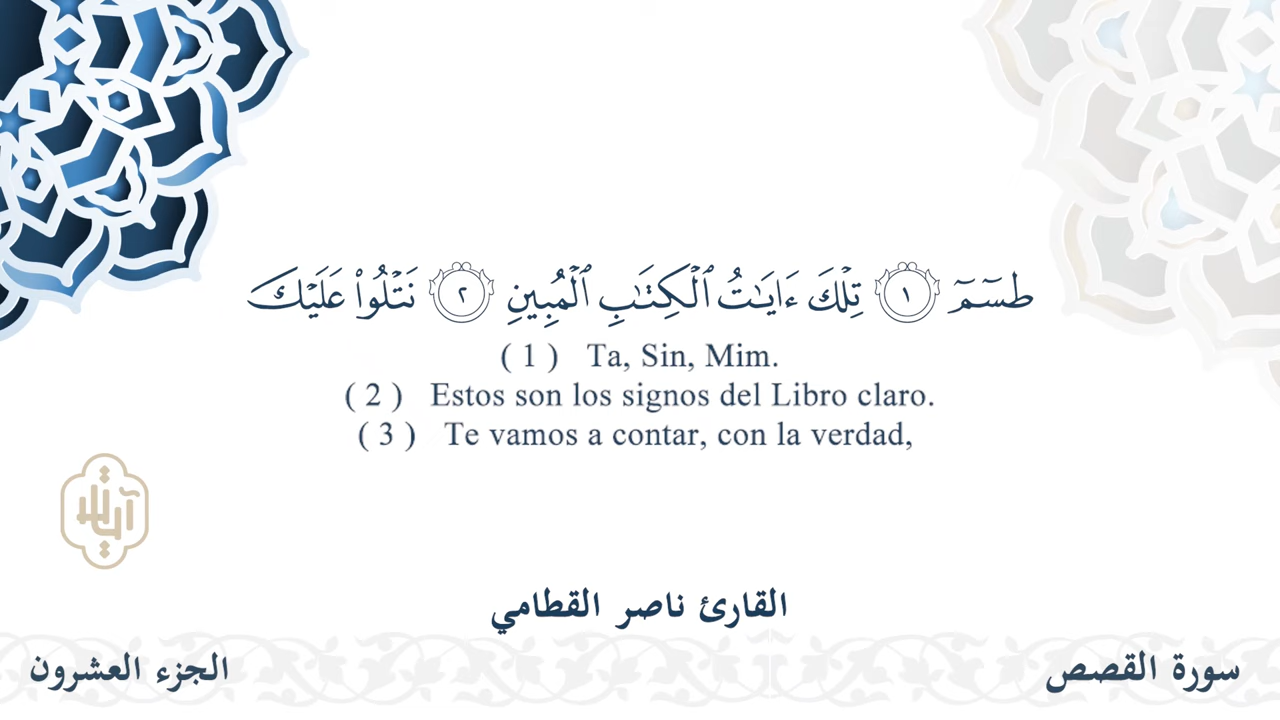 طسٓمٓ ١ تِلْكَ ءَايَٰتُ ٱلْكِتَٰبِ ٱلْمُبِينِ ٢ نَتْلُوا۟ عَلَيْكَ
( 1 ) Ta, Sin, Mim.
( 2 ) Estos son los signos del Libro claro.
( 3 ) Te vamos a contar, con la verdad,
القارئ ناصر القطامي
سورة القصص
الجزء العشرون